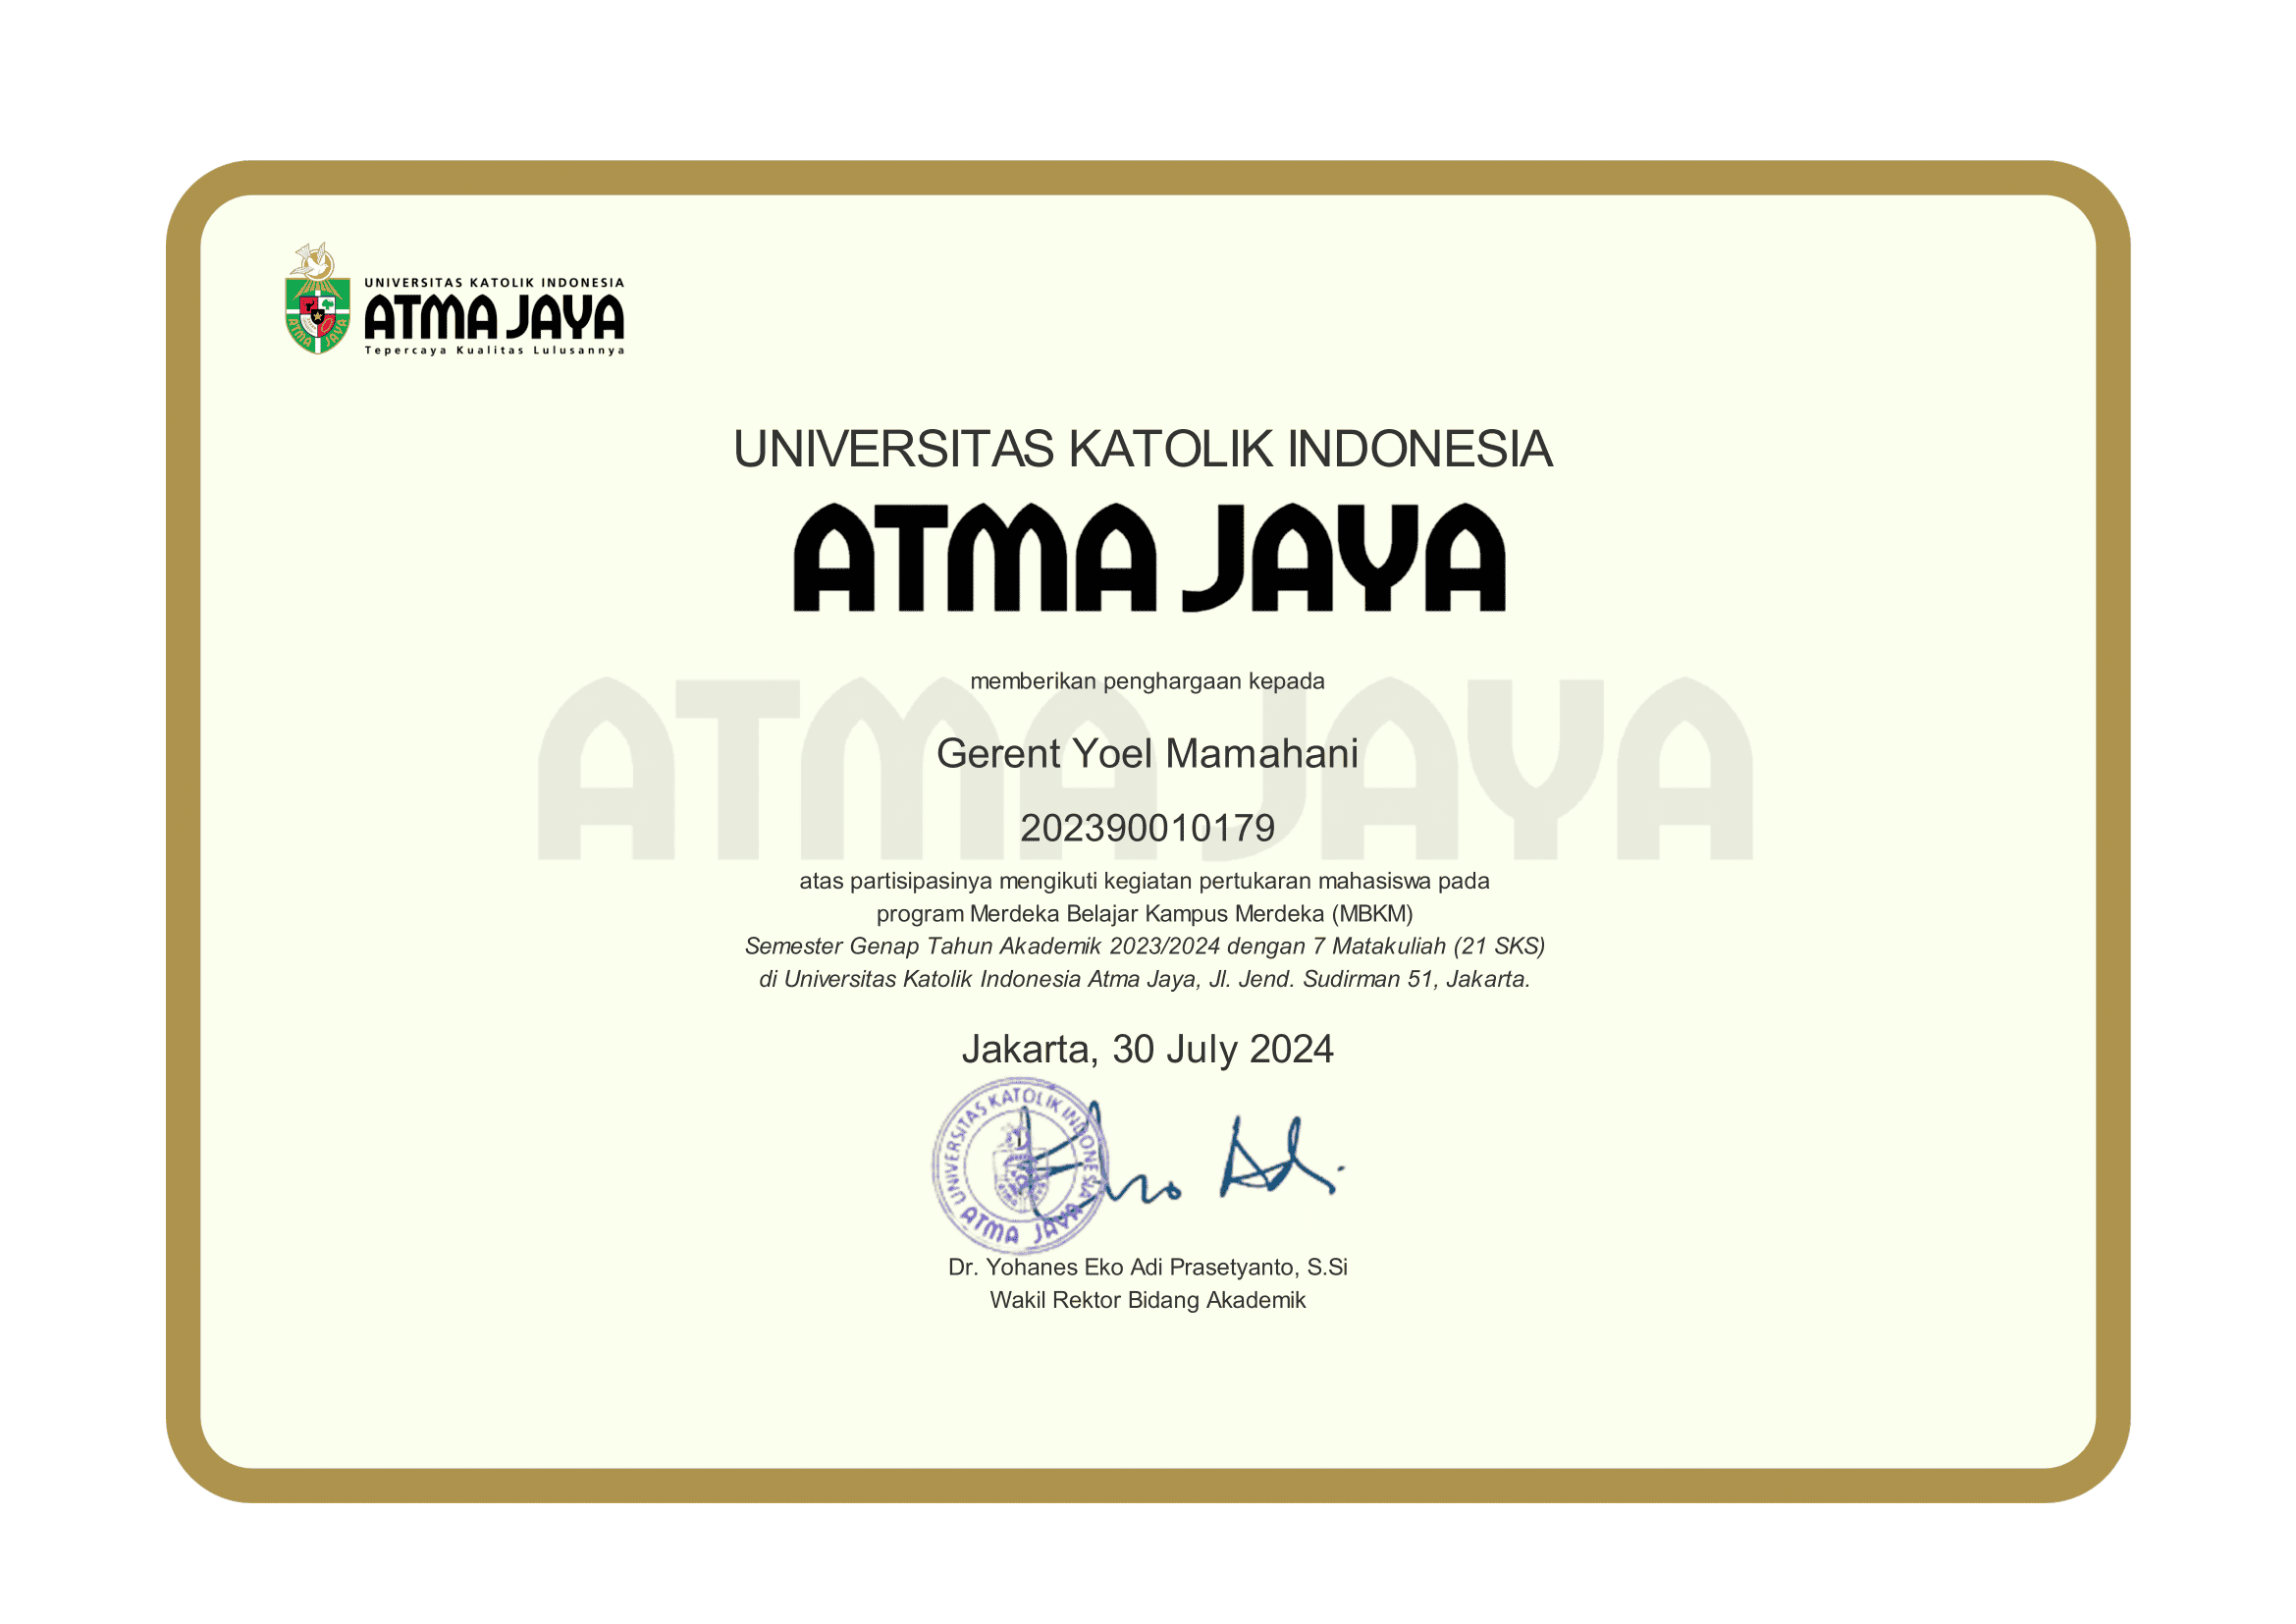 UNIVERSITAS KATOLIK INDONESIA
ATMA JAYA
Tepercaya Kualitas Lulusannya
ATMA JAYA
UNIVERSITAS KATOLIK INDONESIA
ATMA JAYA
ATMA JAYA
memberikan penghargaan kepada
Gerent Yoel Mamahani
202390010179
atas partisipasinya mengikuti kegiatan pertukaran mahasiswa pada
program Merdeka Belajar Kampus Merdeka (MBKM)
Semester Genap Tahun Akademik 2023/2024 dengan 7 Matakuliah (21 SKS)
di Universitas Katolik Indonesia Atma Jaya, Jl. Jend. Sudirman 51, Jakarta.
Jakarta, 30 July 2024
UNIVERSITAS KATOLIK INDONESIA
ATMA JAYA
Eko Adi.
Dr. Yohanes Eko Adi Prasetyanto, S.Si
Wakil Rektor Bidang Akademik